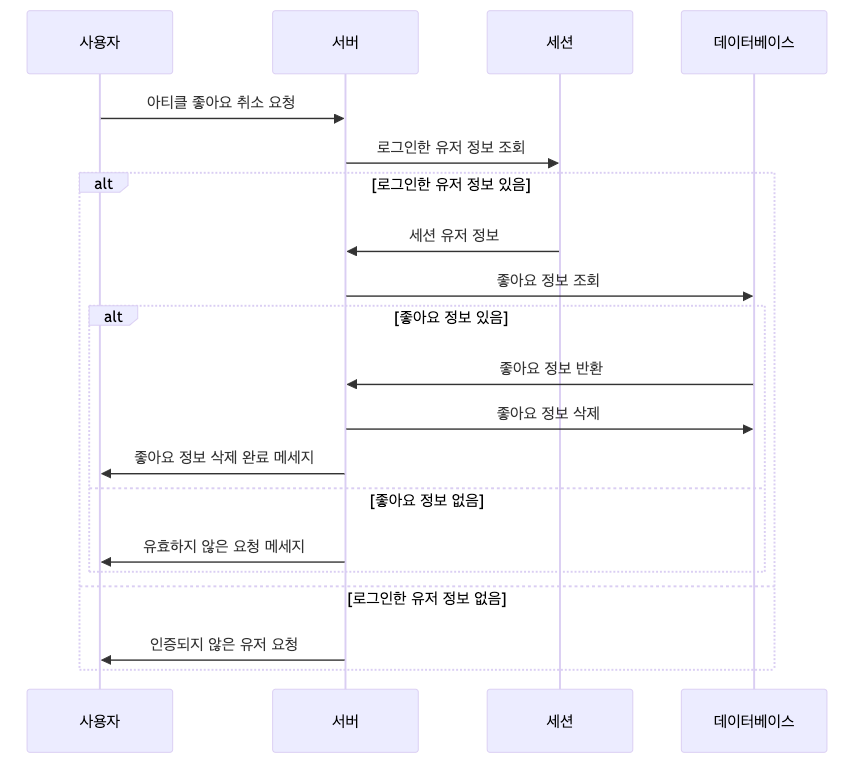 사용자
서버
세션
데이터베이스
아티클 좋아요 취소 요청
로그인한 유저 정보 조회
alt
[로그인한 유저 정보 있음]
세션 유저 정보
좋아요 정보 조회
alt
[좋아요 정보 있음]
좋아요 정보 반환
좋아요 정보 삭제
좋아요 정보 삭제 완료 메세지
[좋아요 정보 없음]
유효하지 않은 요청 메세지
[로그인한 유저 정보 없음]
인증되지 않은 유저 요청
사용자
서버
세션
데이터베이스